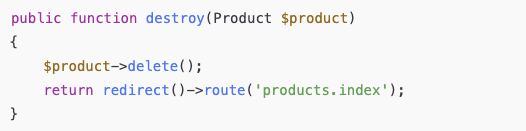 public function destroy(Product $product)
{
    $product->delete();
    return redirect()->route('products.index');
}